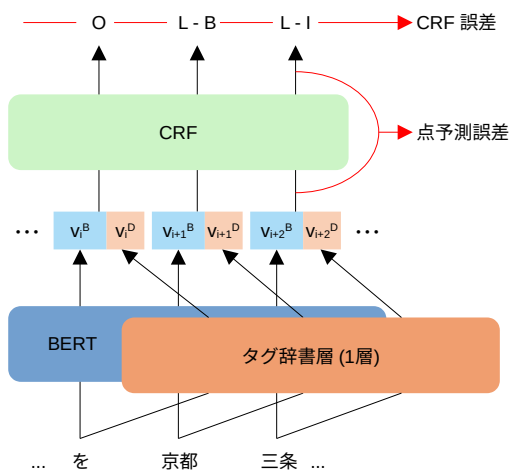 O L - B L - I CRF 誤差
CRF
点予測誤差
... vᵢᴮ vᵢᴰ vᵢ₊₁ᴮ vᵢ₊₁ᴰ vᵢ₊₂ᴮ vᵢ₊₂ᴰ ...
BERT
タグ辞書層 (1層)
... を 京都 三条 ...